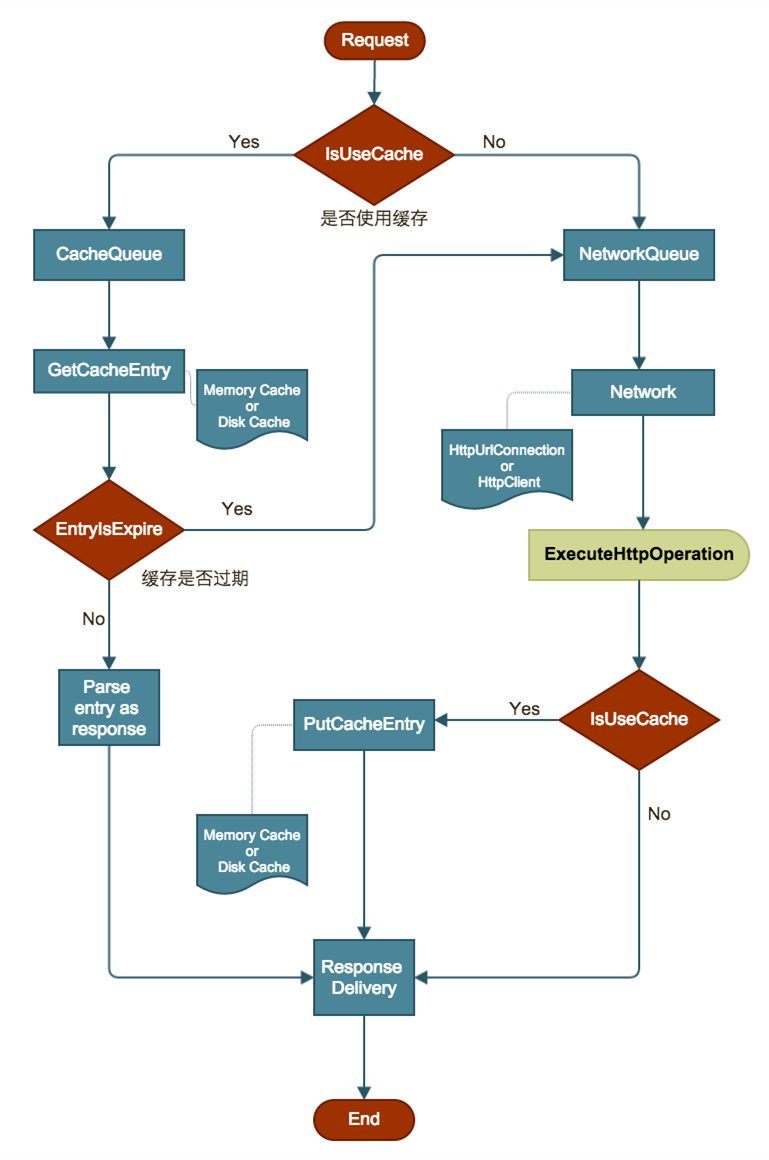 Request
IsUseCache
Yes
No
是否使用缓存
CacheQueue
NetworkQueue
GetCacheEntry
Memory Cache
or
Disk Cache
Network
HttpUrlConnection
or
HttpClient
EntryIsExpire
Yes
缓存是否过期
No
ExecuteHttpOperation
Parse
entry as
response
PutCacheEntry
Yes
IsUseCache
No
Memory Cache
or
Disk Cache
Response
Delivery
End